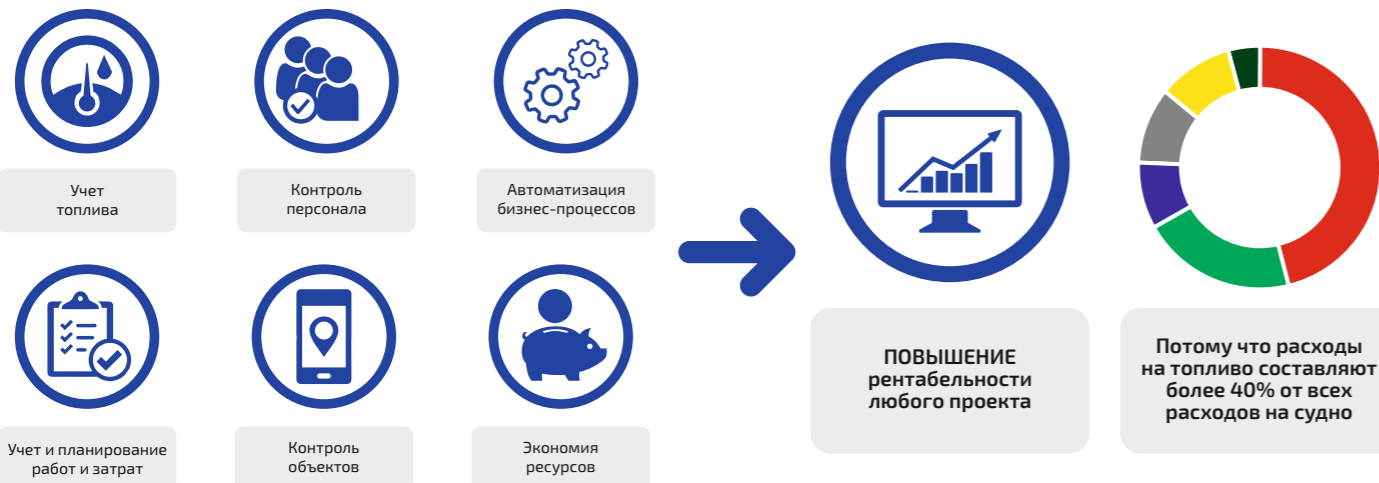 Учет
топлива
Контроль
персонала
Автоматизация
бизнес-процессов
Учет и планирование
работ и затрат
Контроль
объектов
Экономия
ресурсов
ПОВЫШЕНИЕ
рентабельности
любого проекта
Потому что расходы
на топливо составляют
более 40% от всех
расходов на судно